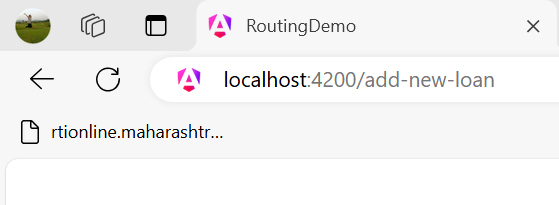 RoutingDemo
localhost:4200/add-new-loan
rtionline.maharashtr...